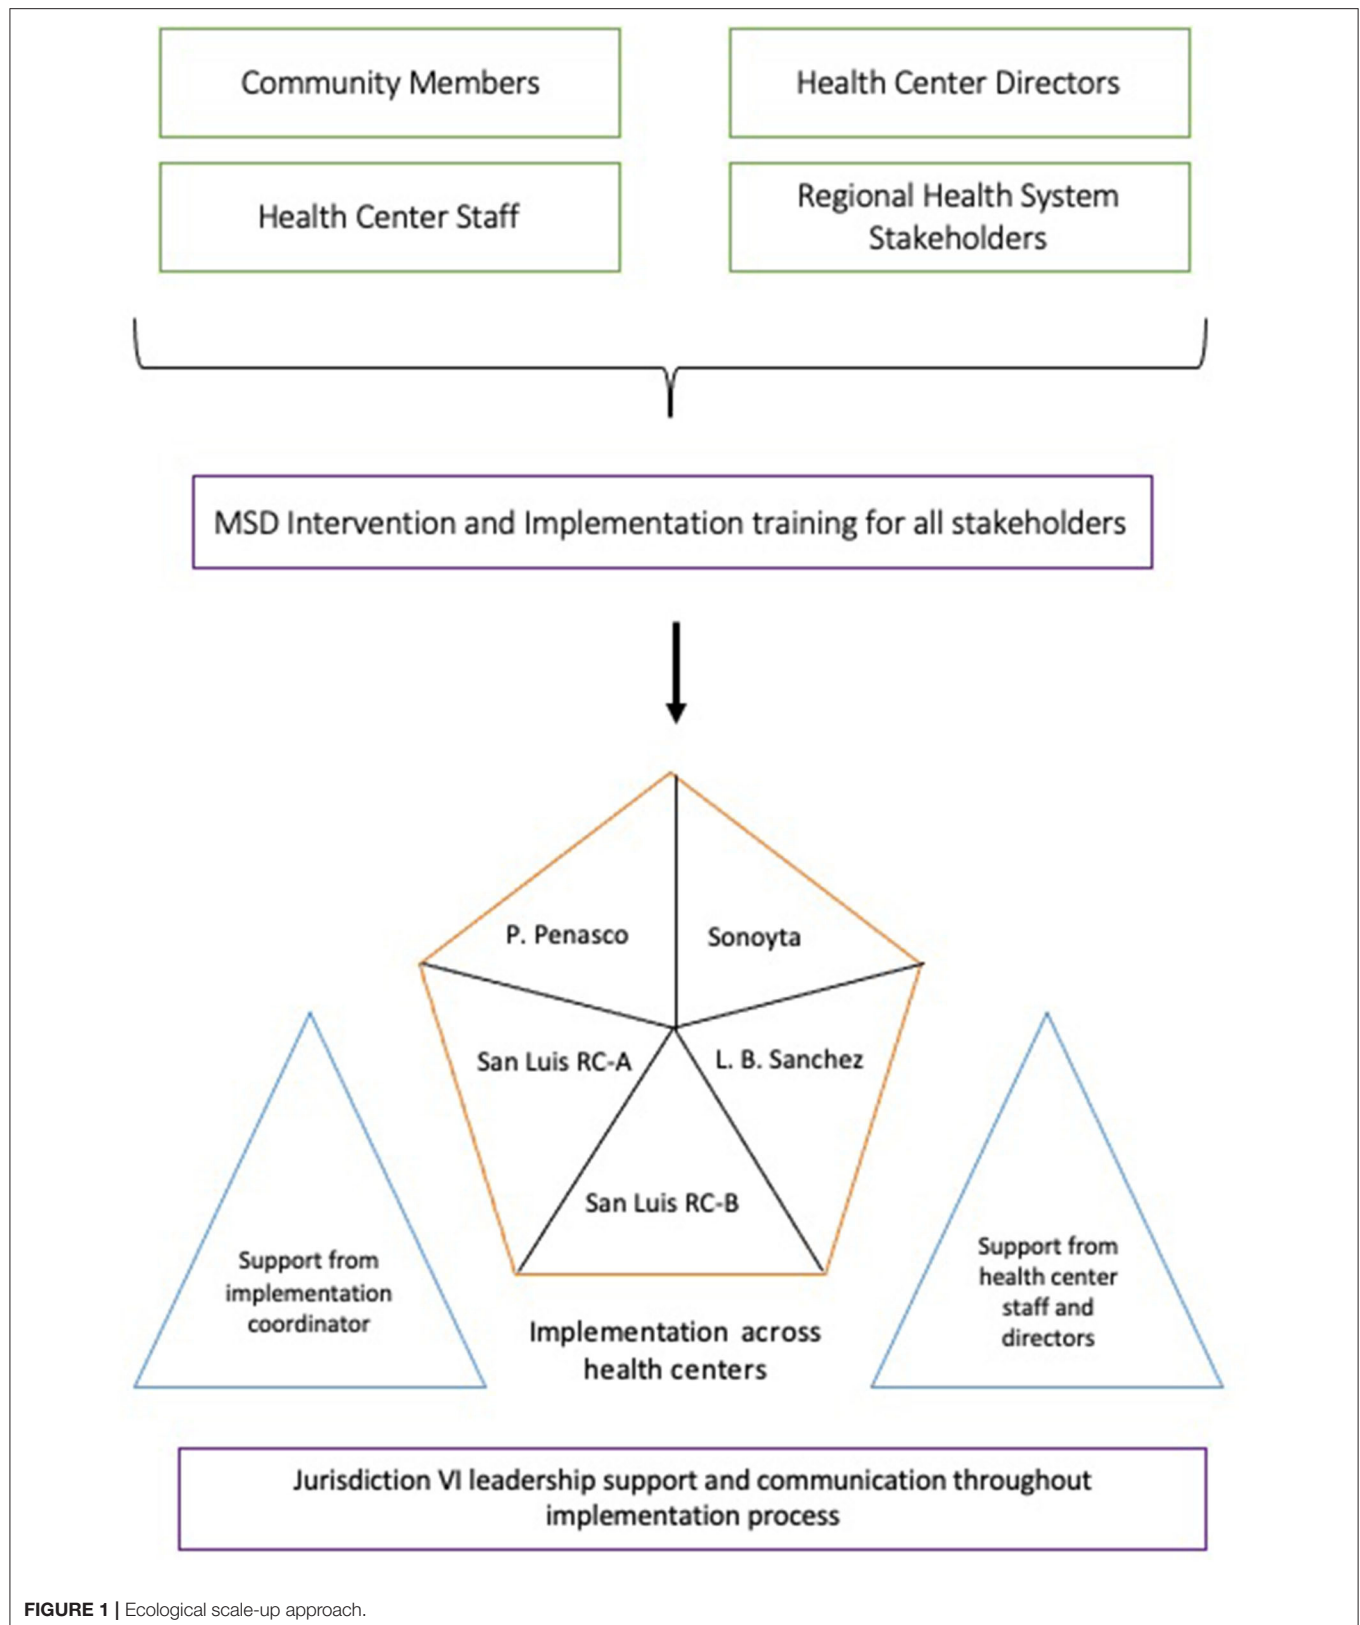 Community Members
Health Center Directors
Health Center Staff
Regional Health System
Stakeholders
MSD Intervention and Implementation training for all stakeholders
P. Penasco
Sonoyta
San Luis RC-A
L. B. Sanchez
San Luis RC-B
Support from
implementation
coordinator
Support from
health center
staff and
directors
Implementation across
health centers
Jurisdiction VI leadership support and communication throughout
implementation process
FIGURE 1 | Ecological scale-up approach.